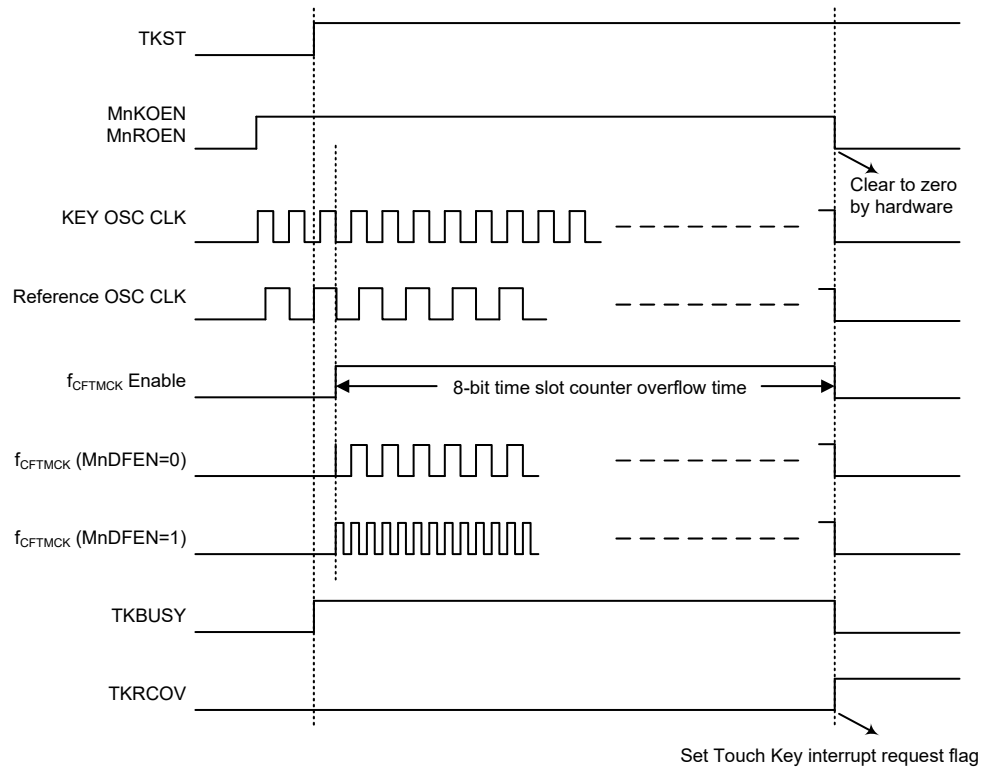 TKST
MnKOEN
MnROEN
Clear to zero
by hardware
KEY OSC CLK
Reference OSC CLK
fCFTMCK Enable
8-bit time slot counter overflow time
fCFTMCK (MnDFEN=0)
fCFTMCK (MnDFEN=1)
TKBUSY
TKRCOV
Set Touch Key interrupt request flag